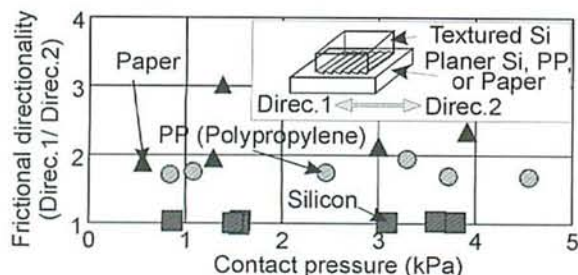 Frictional directionality
(Direc.1/ Direc.2)
4
3
2
1
Paper
PP (Polypropylene)
Silicon
Textured Si
Planer Si, PP,
or Paper
Direc.1
Direc.2
0
1
2
3
4
5
Contact pressure (kPa)